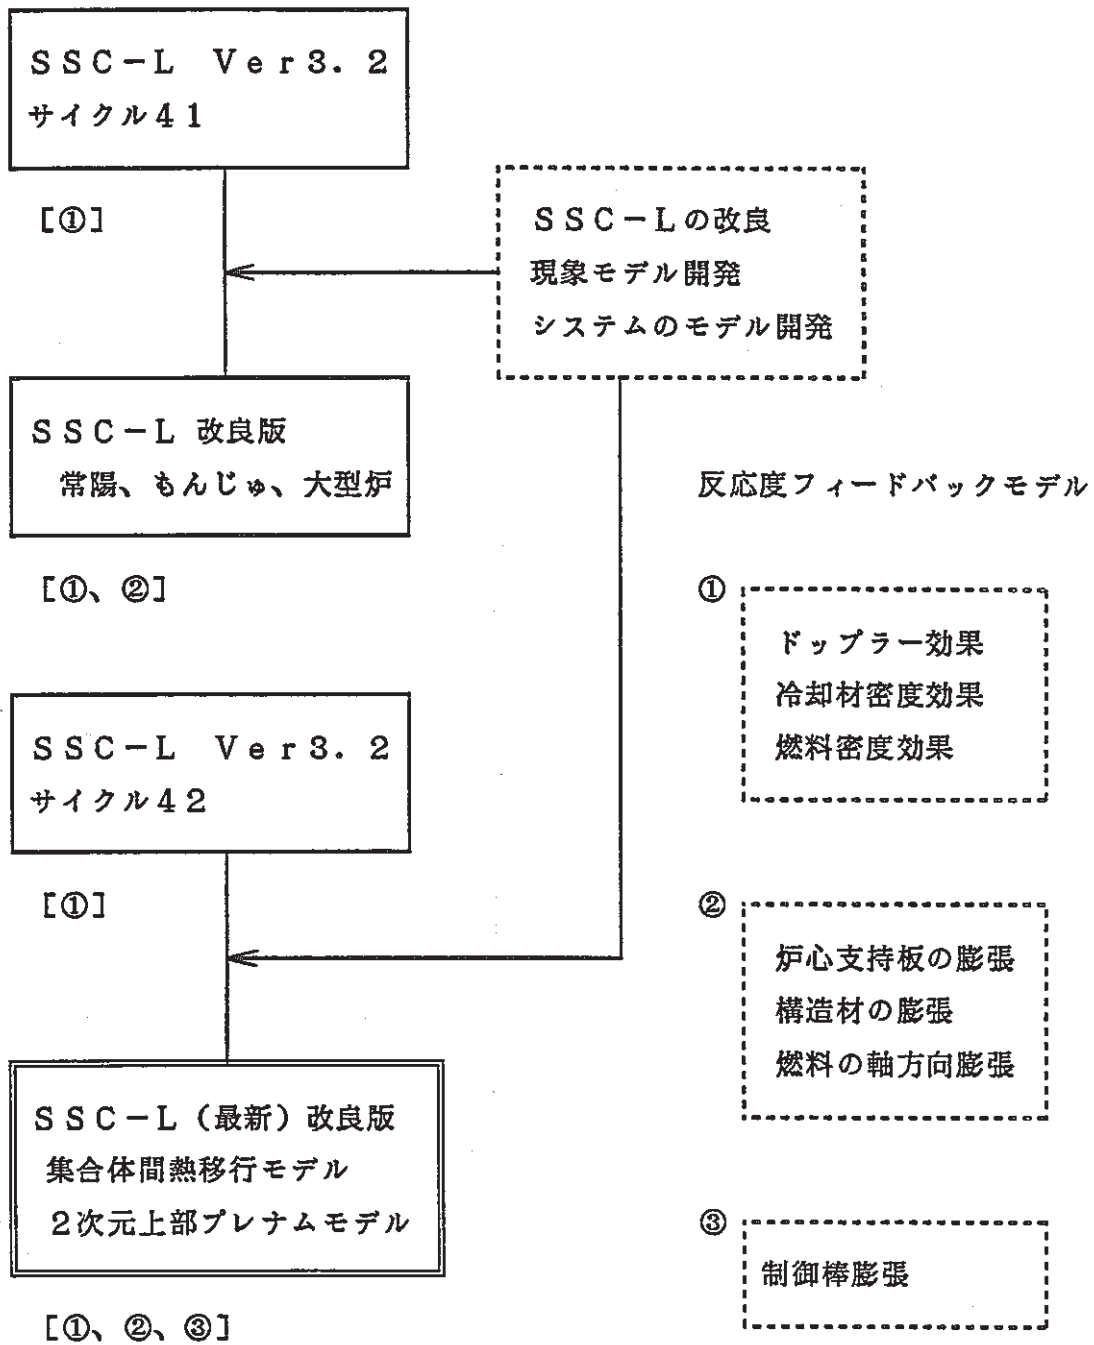 SSC-L Ver3.2
サイクル41
[①]
SSC-Lの改良
現象モデル開発
システムのモデル開発
SSC-L 改良版
常陽、もんじゅ、大型炉
[①、②]
SSC-L Ver3.2
サイクル42
[①]
SSC-L(最新)改良版
集合体間熱移行モデル
2次元上部プレナムモデル
[①、②、③]
反応度フィードバックモデル
①
ドップラー効果
冷却材密度効果
燃料密度効果
②
炉心支持板の膨張
構造材の膨張
燃料の軸方向膨張
③
制御棒膨張